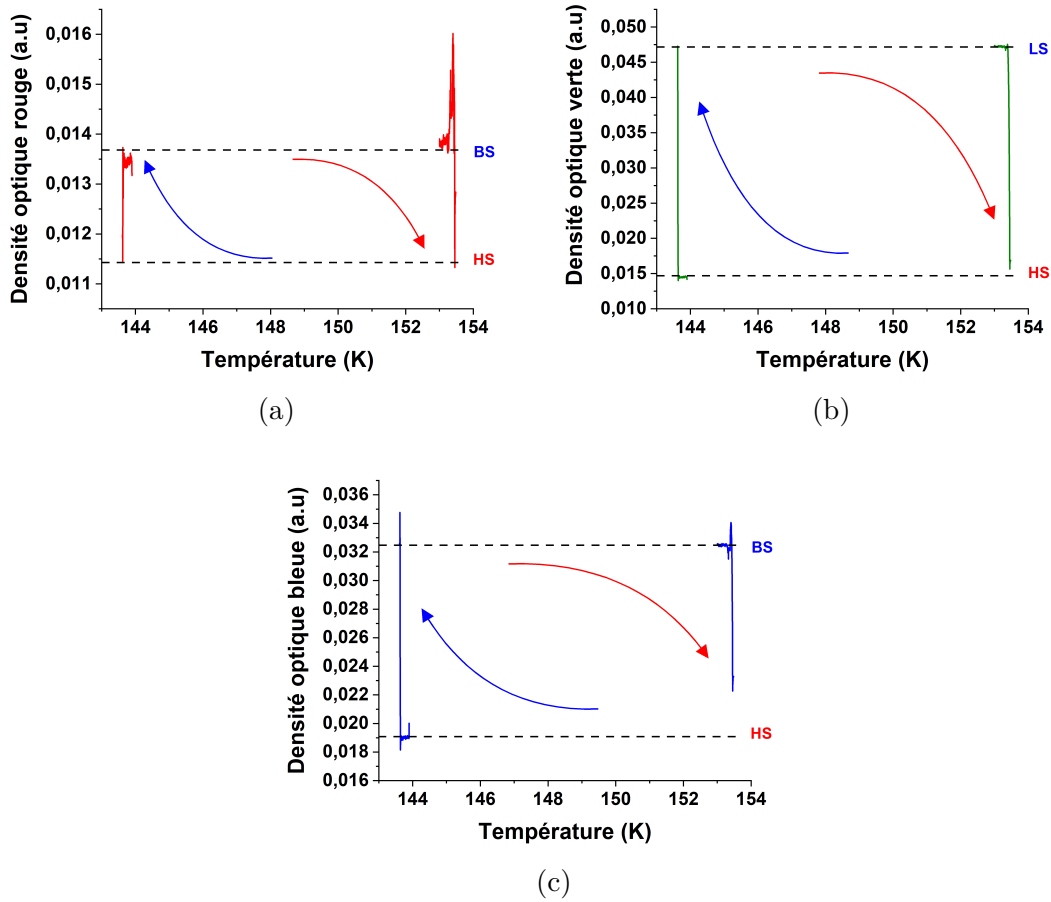 Densité optique rouge (a.u)
0,016
0,015
0,014
0,013
0,012
0,011
BS
HS
144 146 148 150 152 154
Température (K)
(a)
Densité optique verte (a.u)
0,050
0,045
0,040
0,035
0,030
0,025
0,020
0,015
0,010
LS
HS
144 146 148 150 152 154
Température (K)
(b)
Densité optique bleue (a.u)
0,036
0,034
0,032
0,030
0,028
0,026
0,024
0,022
0,020
0,018
0,016
BS
HS
144 146 148 150 152 154
Température (K)
(c)